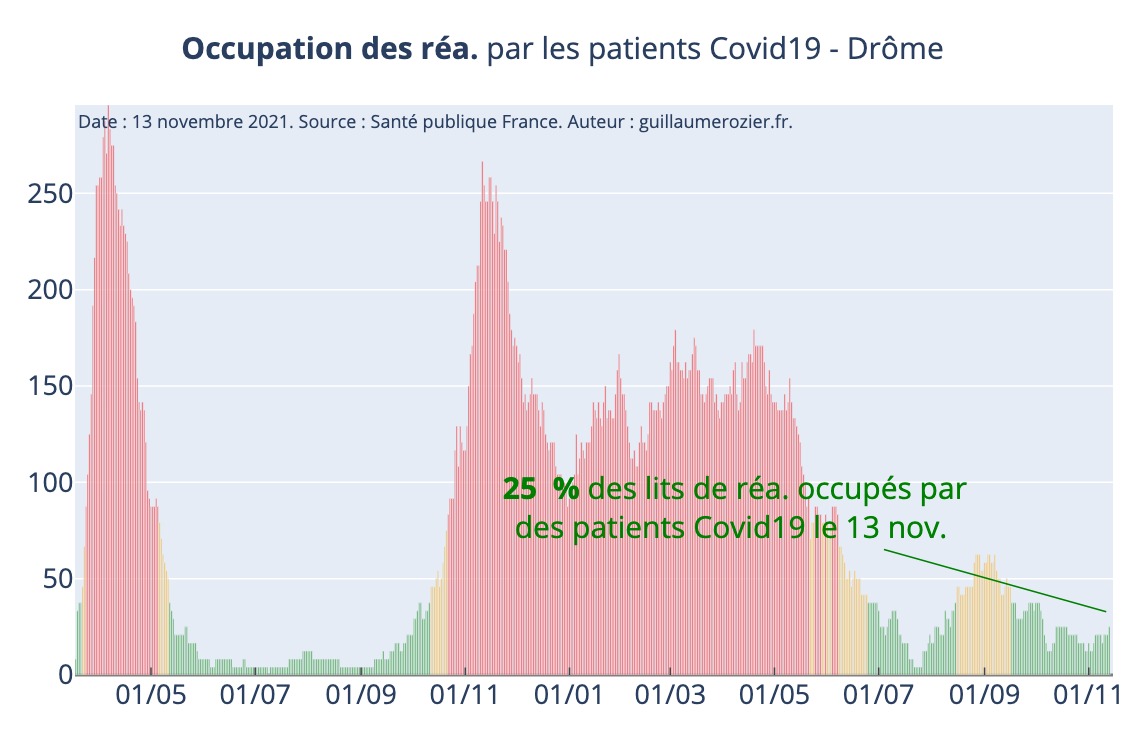 Occupation des réa. par les patients Covid19 - Drôme
Date : 13 novembre 2021. Source : Santé publique France. Auteur : guillaumerozier.fr.
250
200
150
100
50
0
25 % des lits de réa. occupés par
des patients Covid19 le 13 nov.
01/05 01/07 01/09 01/11 01/01 01/03 01/05 01/07 01/09 01/11